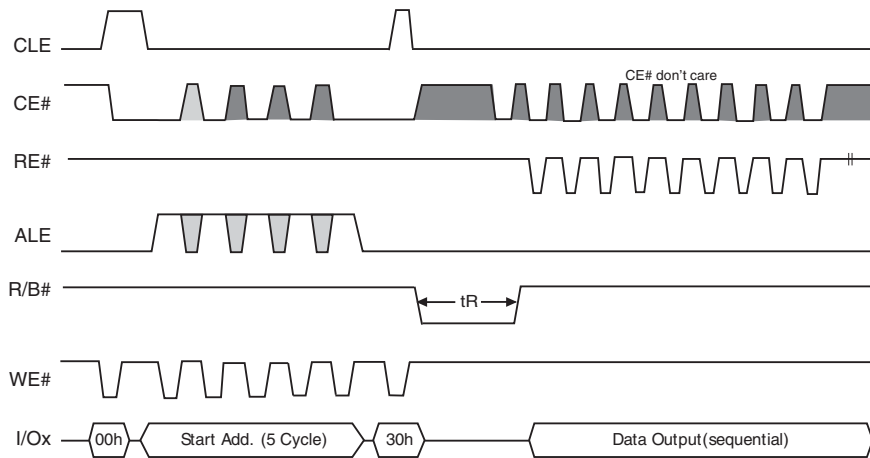 CLE
CE# don't care
CE#
RE#
ALE
R/B#
tR
WE#
I/Ox
00h
Start Add. (5 Cycle)
30h
Data Output(sequential)